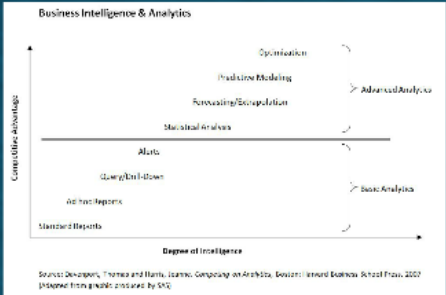 Business Intelligence & Analytics
Optimization
Predictive Modeling
Forecasting/Extrapolation
Statistical Analysis
Advanced Analytics
Alerts
Query/Drill-Down
Ad hoc Reports
Standard Reports
Basic Analytics
Competitive Advantage
Degree of Intelligence
Source: Davenport, Thomas and Harris, Jeanne. Competing on Analytics, Boston: Harvard Business School Press, 2007
(Adapted from graphic produced by SAS)